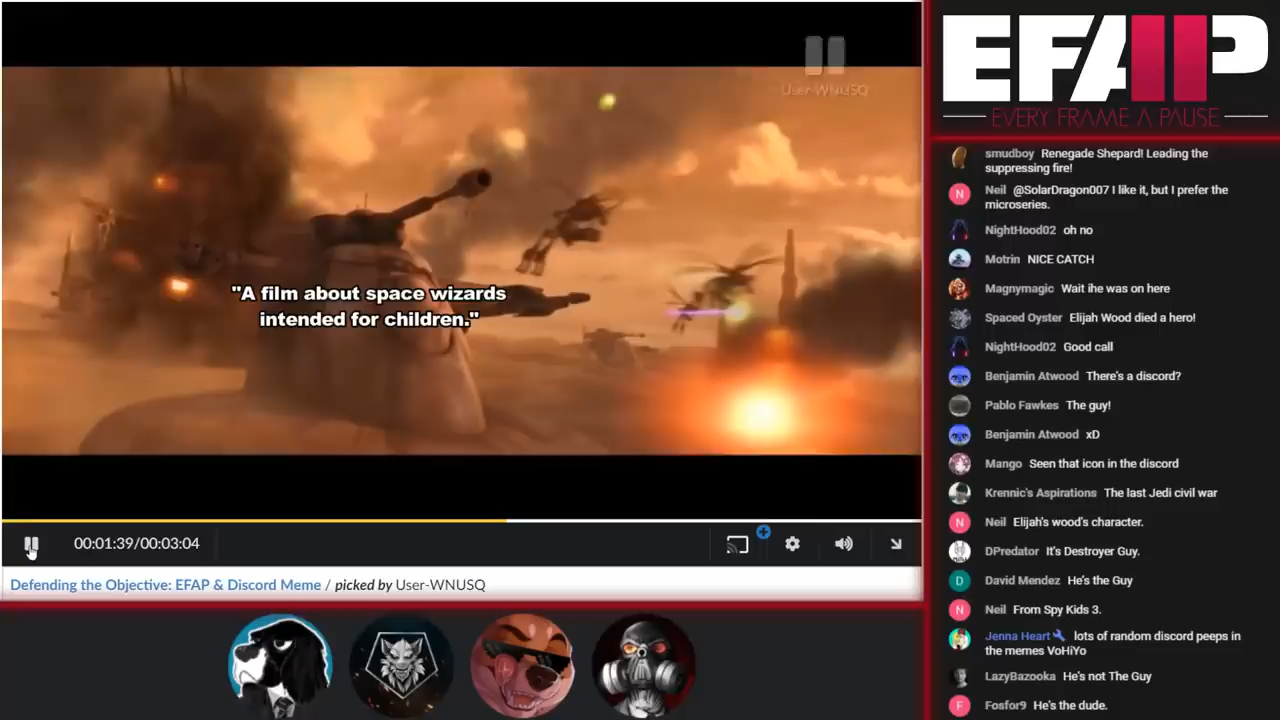 User-WNUSQ
"A film about space wizards
intended for children."
00:01:39/00:03:04
Defending the Objective: EFAP & Discord Meme / picked by User-WNUSQ
EFAP
EVERY FRAME A PAUSE
smudboy Renegade Shepard! Leading the
suppressing fire!
Neil @SolarDragon007 I like it, but I prefer the
microseries.
NightHood02 oh no
Motrin NICE CATCH
Magnymagic Wait ihe was on here
Spaced Oyster Elijah Wood died a hero!
NightHood02 Good call
Benjamin Atwood There's a discord?
Pablo Fawkes The guy!
Benjamin Atwood xD
Mango Seen that icon in the discord
Krennic's Aspirations The last Jedi civil war
Neil Elijah's wood's character.
DPredator It's Destroyer Guy.
D David Mendez He's the Guy
N Neil From Spy Kids 3.
Jenna Heart lots of random discord peeps in
the memes VoHiYo
LazyBazooka He's not The Guy
F Fosfor9 He's the dude.